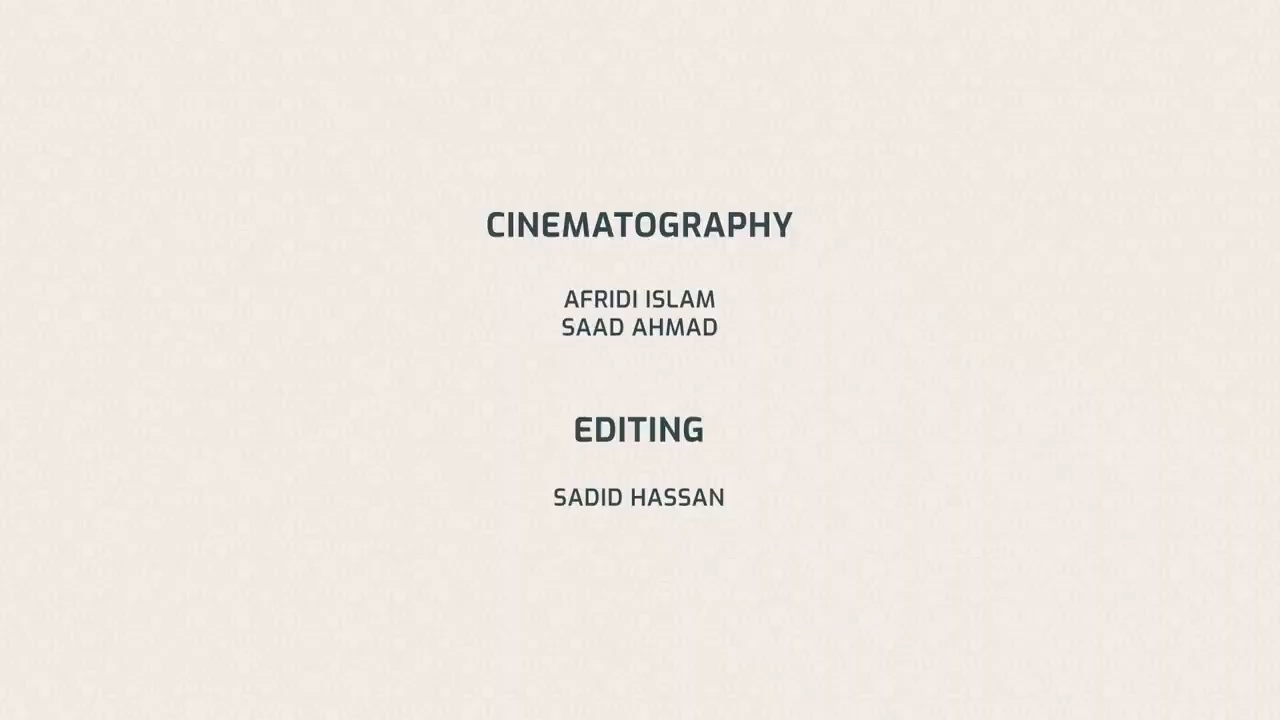 CINEMATOGRAPHY
AFRIDI ISLAM
SAAD AHMAD
EDITING
SADID HASSAN